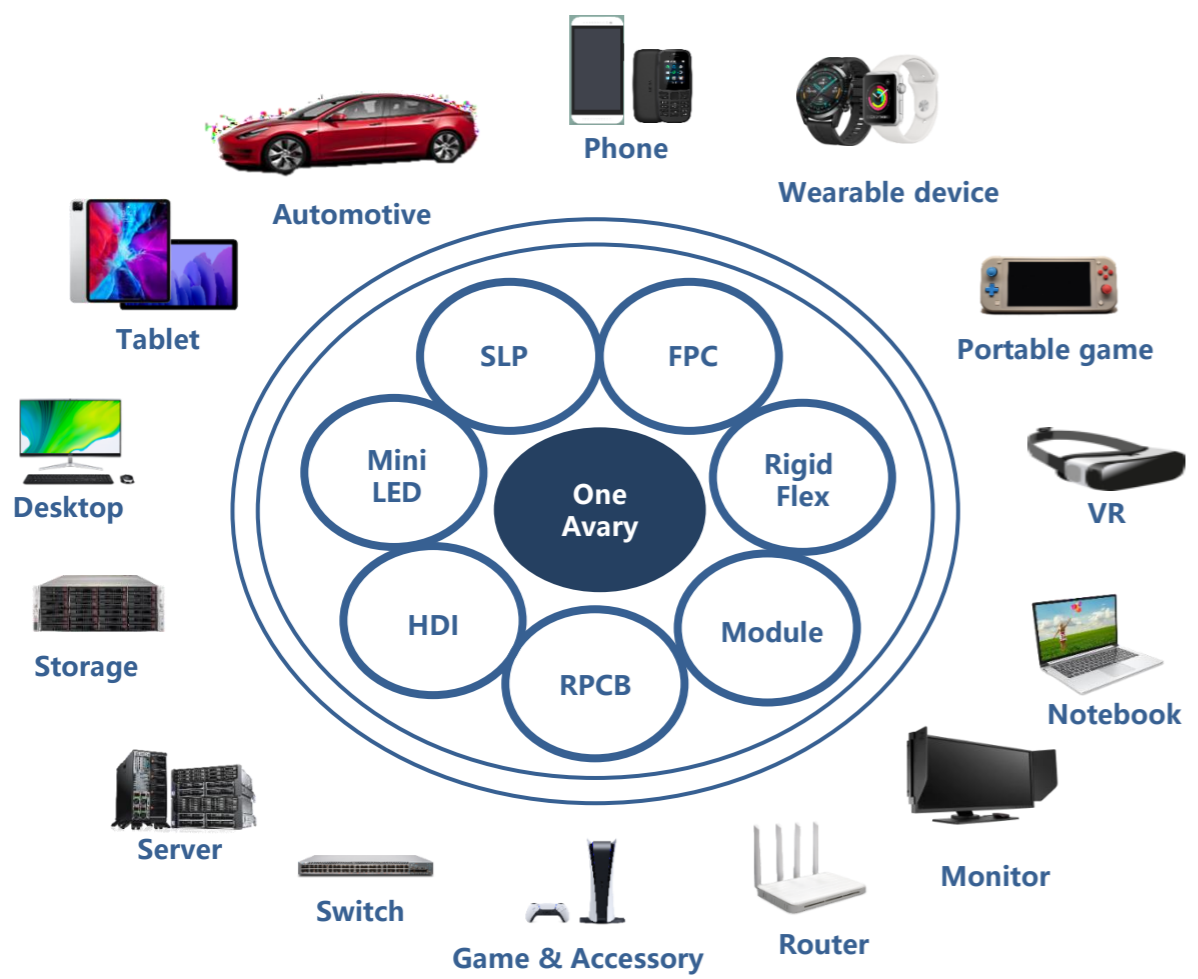 Phone
Wearable device
Automotive
Tablet
Portable game
SLP
FPC
Mini
LED
Rigid
Flex
One
Avary
Desktop
VR
HDI
Module
RPCB
Storage
Notebook
Server
Monitor
Switch
Router
Game & Accessory